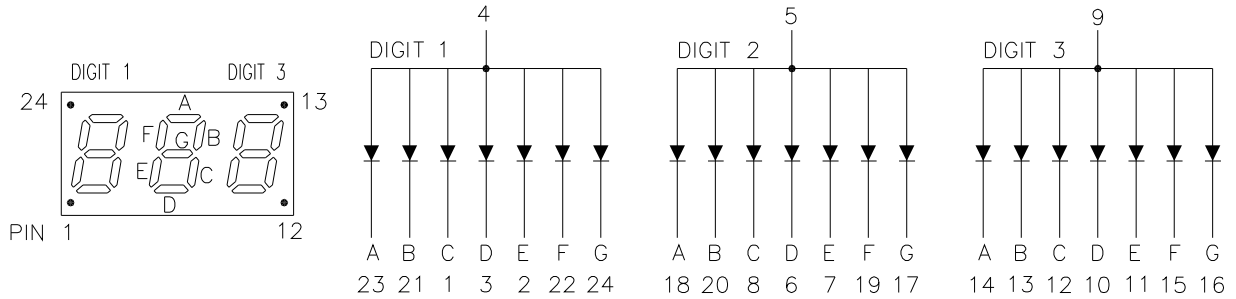 DIGIT 1 DIGIT 3
24 13
A
F G B
E C
D
PIN 1 12
4
DIGIT 1
A B C D E F G
23 21 1 3 2 22 24
5
DIGIT 2
A B C D E F G
18 20 8 6 7 19 17
9
DIGIT 3
A B C D E F G
14 13 12 10 11 15 16